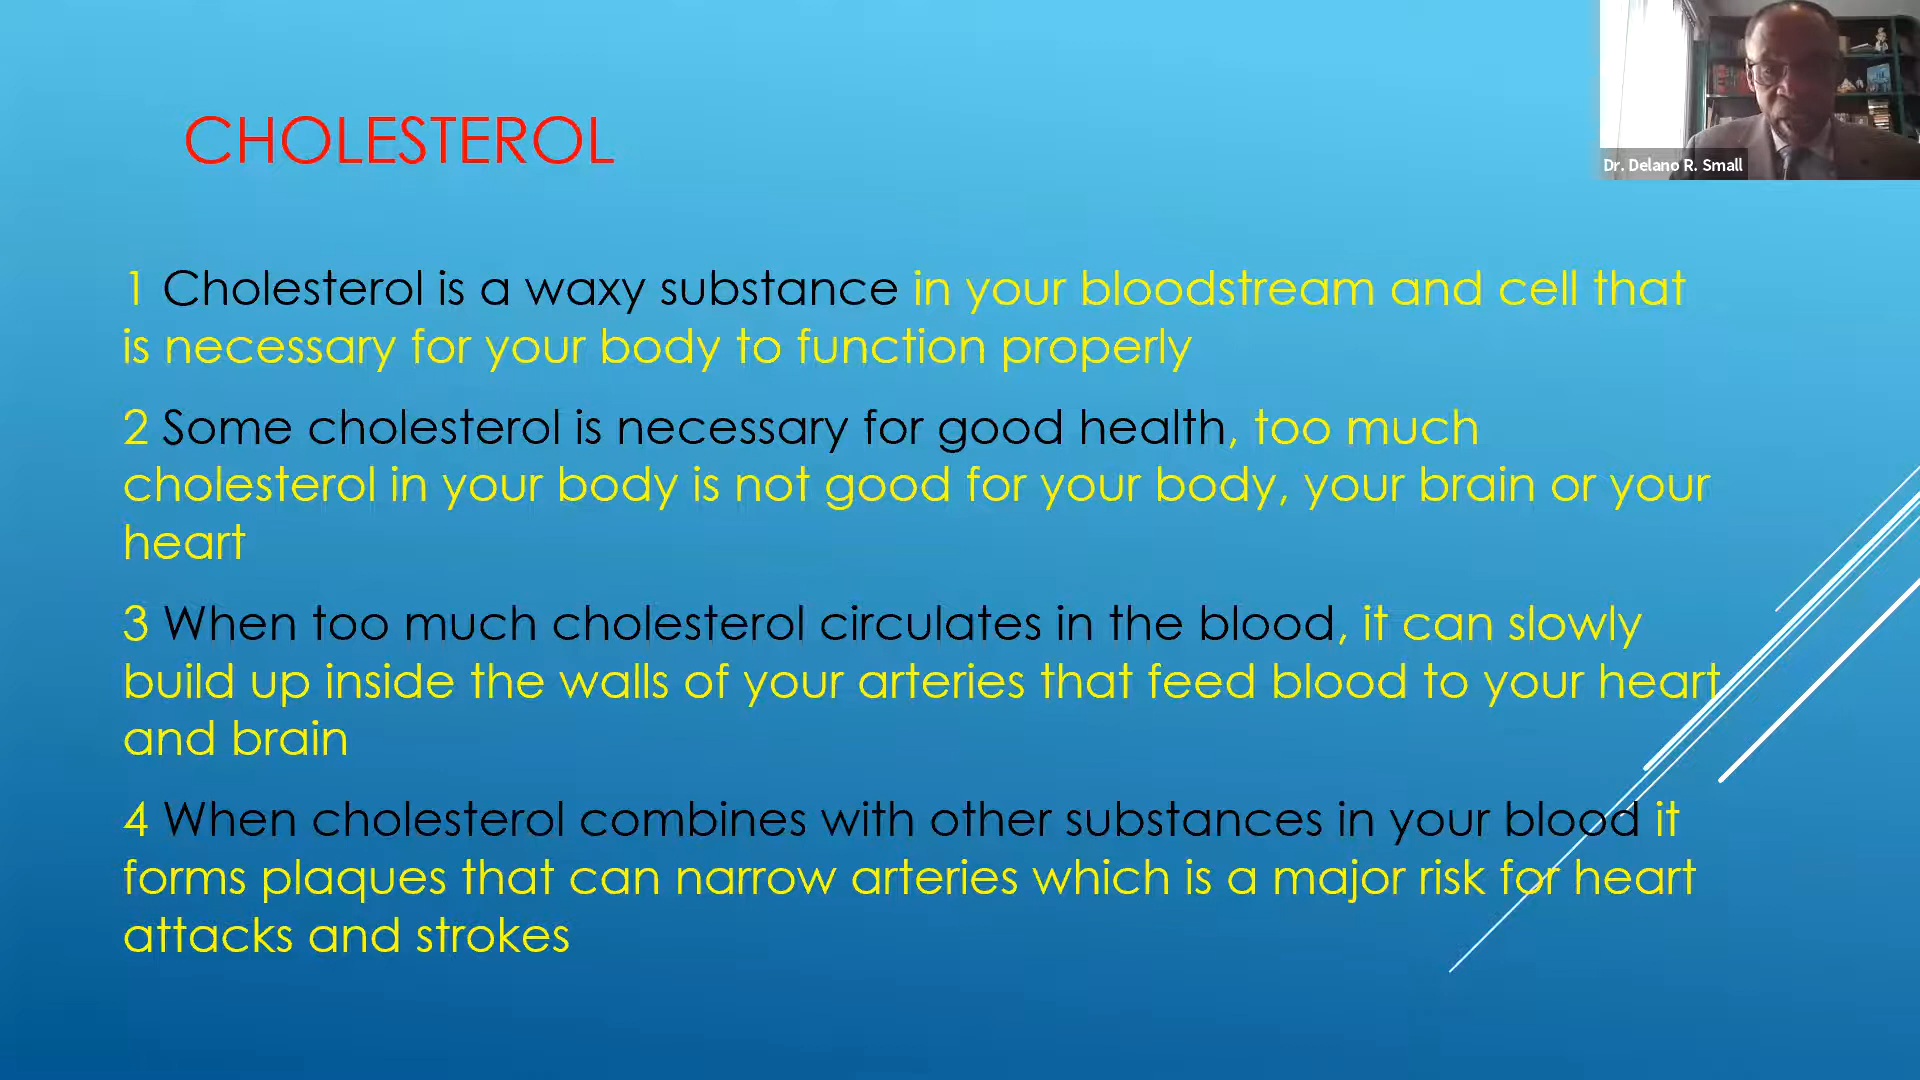 Dr. Delano R. Small
CHOLESTEROL
1 Cholesterol is a waxy substance in your bloodstream and cell that
is necessary for your body to function properly
2 Some cholesterol is necessary for good health, too much
cholesterol in your body is not good for your body, your brain or your
heart
3 When too much cholesterol circulates in the blood, it can slowly
build up inside the walls of your arteries that feed blood to your heart
and brain
4 When cholesterol combines with other substances in your blood it
forms plaques that can narrow arteries which is a major risk for heart
attacks and strokes